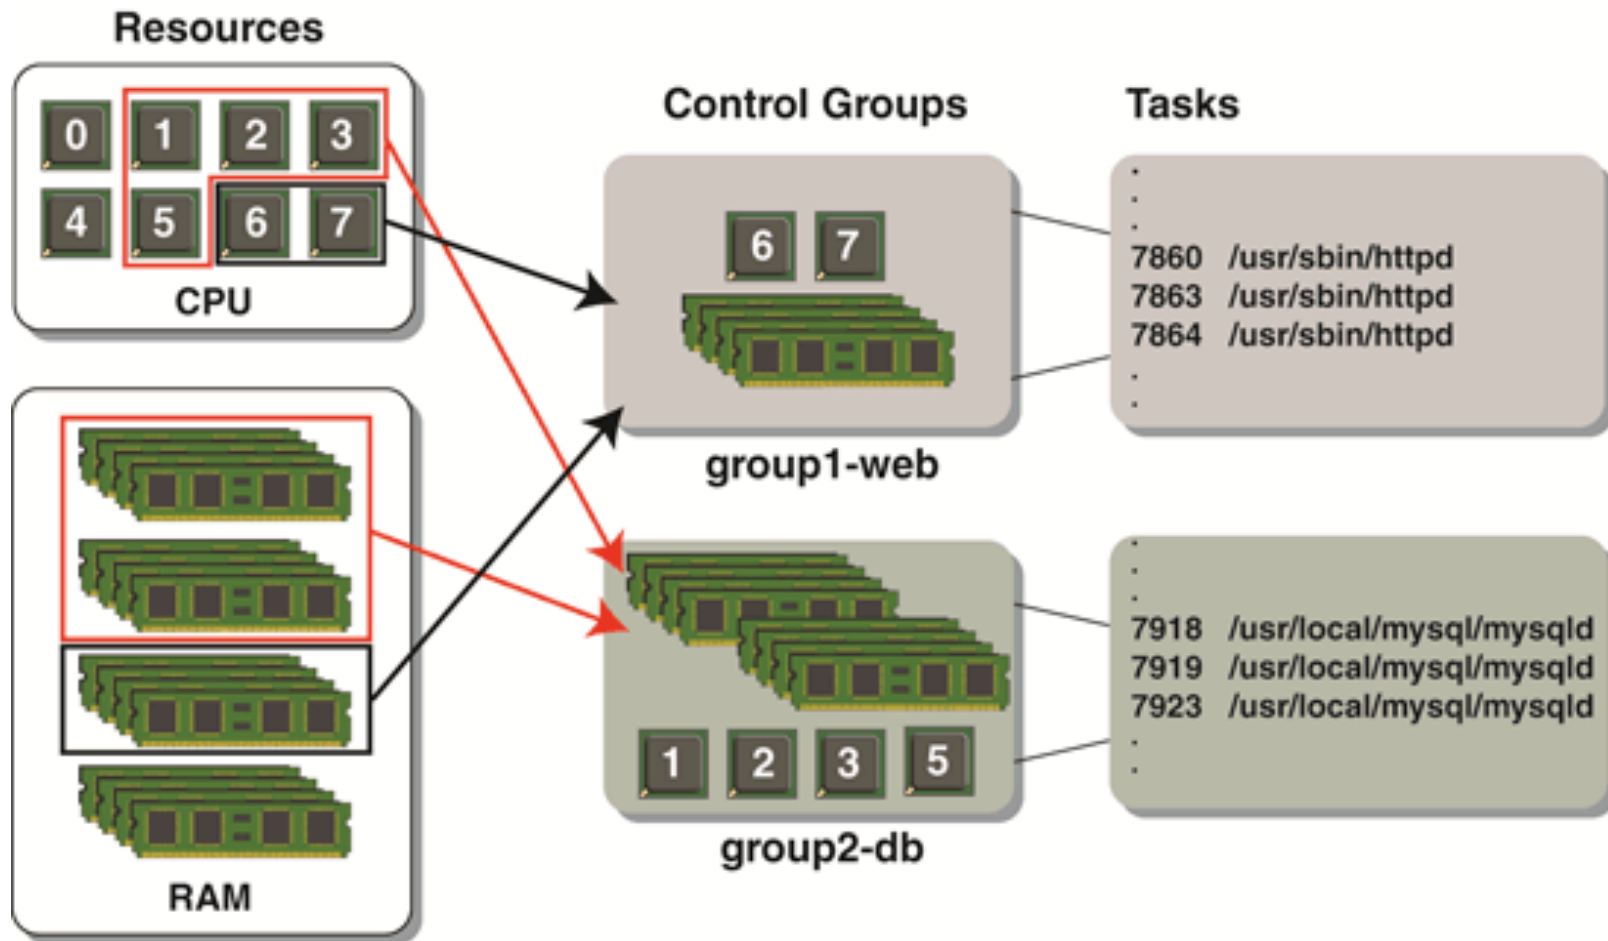 Resources
0 1 2 3
4 5 6 7
CPU
RAM
Control Groups
6 7
group1-web
1 2 3 5
group2-db
Tasks
.
.
.
7860 /usr/sbin/httpd
7863 /usr/sbin/httpd
7864 /usr/sbin/httpd
.
.
.
.
.
7918 /usr/local/mysql/mysqld
7919 /usr/local/mysql/mysqld
7923 /usr/local/mysql/mysqld
.
.